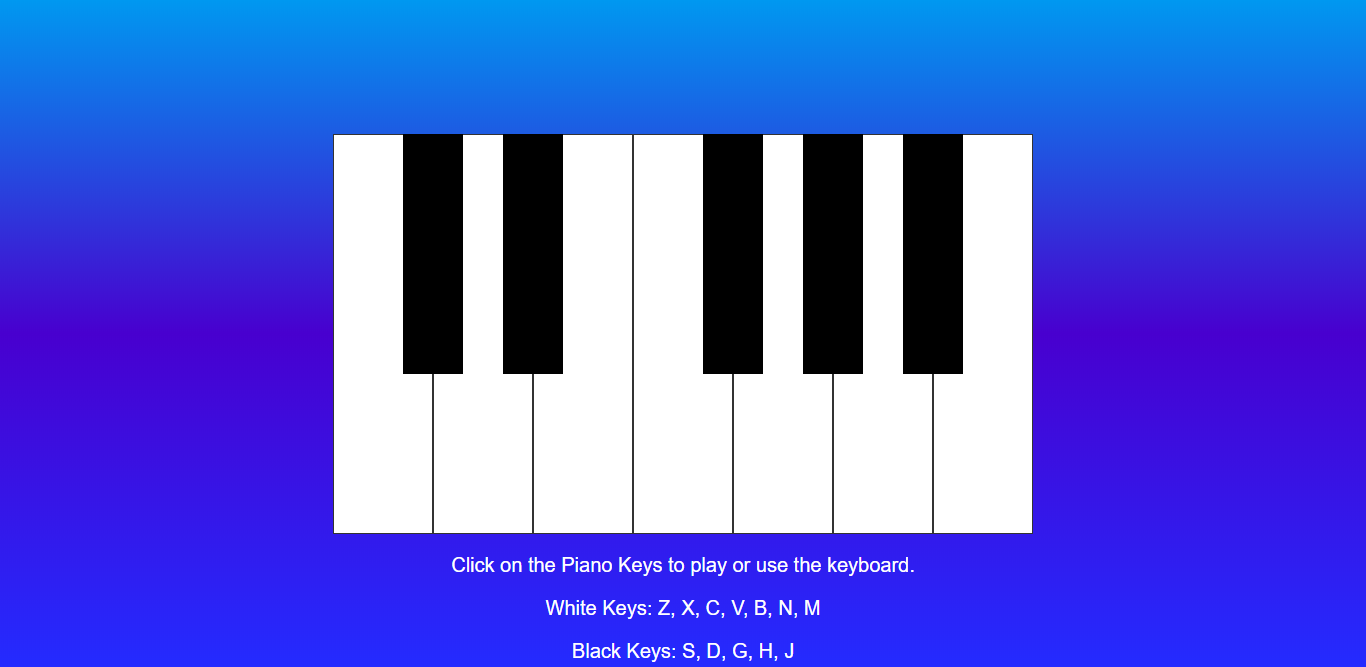 Click on the Piano Keys to play or use the keyboard.
White Keys: Z, X, C, V, B, N, M
Black Keys: S, D, G, H, J